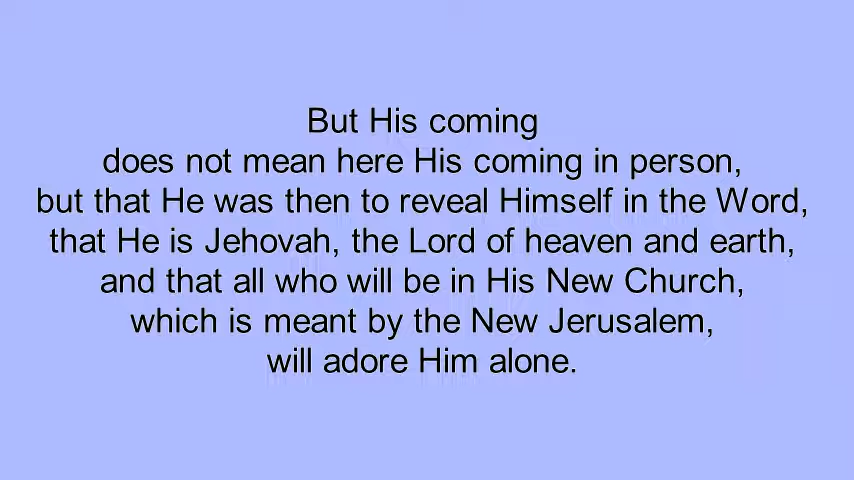 But His coming
does not mean here His coming in person,
but that He was then to reveal Himself in the Word,
that He is Jehovah, the Lord of heaven and earth,
and that all who will be in His New Church,
which is meant by the New Jerusalem,
will adore Him alone.